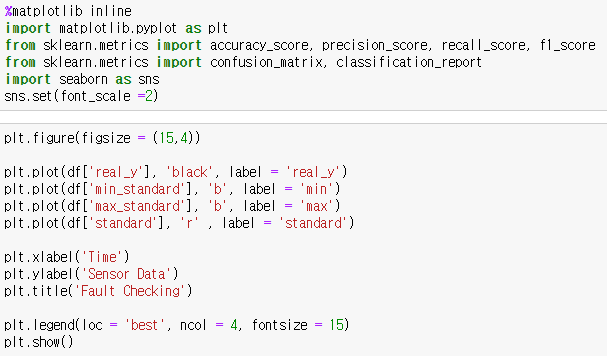 %matplotlib inline
import matplotlib.pyplot as plt
from sklearn.metrics import accuracy_score, precision_score, recall_score, f1_score
from sklearn.metrics import confusion_matrix, classification_report
import seaborn as sns
sns.set(font_scale =2)
plt.figure(figsize = (15,4))
plt.plot(df['real_y'], 'black', label = 'real_y')
plt.plot(df['min_standard'], 'b', label = 'min')
plt.plot(df['max_standard'], 'b', label = 'max')
plt.plot(df['standard'], 'r' , label = 'standard')
plt.xlabel('Time')
plt.ylabel('Sensor Data')
plt.title('Fault Checking')
plt.legend(loc = 'best', ncol = 4, fontsize = 15)
plt.show()